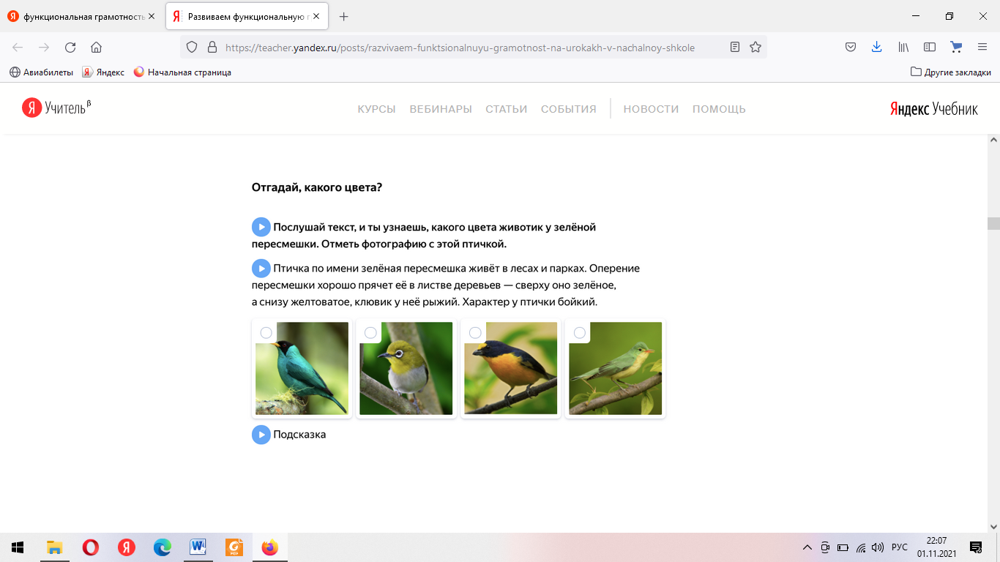 функциональная грамотность
Развиваем функциональную г
https://teacher.yandex.ru/posts/razvivaem-funktsionalnuyu-gramotnost-na-urokakh-v-nachalnoy-shkole
Авиабилеты
Яндекс
Начальная страница
Другие закладки
Я Учитель β
КУРСЫ ВЕБИНАРЫ СТАТЬИ СОБЫТИЯ НОВОСТИ ПОМОЩЬ
Яндекс Учебник
Отгадай, какого цвета?
Послушай текст, и ты узнаешь, какого цвета животик у зелёной
пересмешки. Отметь фотографию с этой птичкой.
Птичка по имени зелёная пересмешка живёт в лесах и парках. Оперение
пересмешки хорошо прячет её в листве деревьев — сверху оно зелёное,
а снизу желтоватое, клювик у неё рыжий. Характер у птички бойкий.
Подсказка
РУС
22:07
01.11.2021